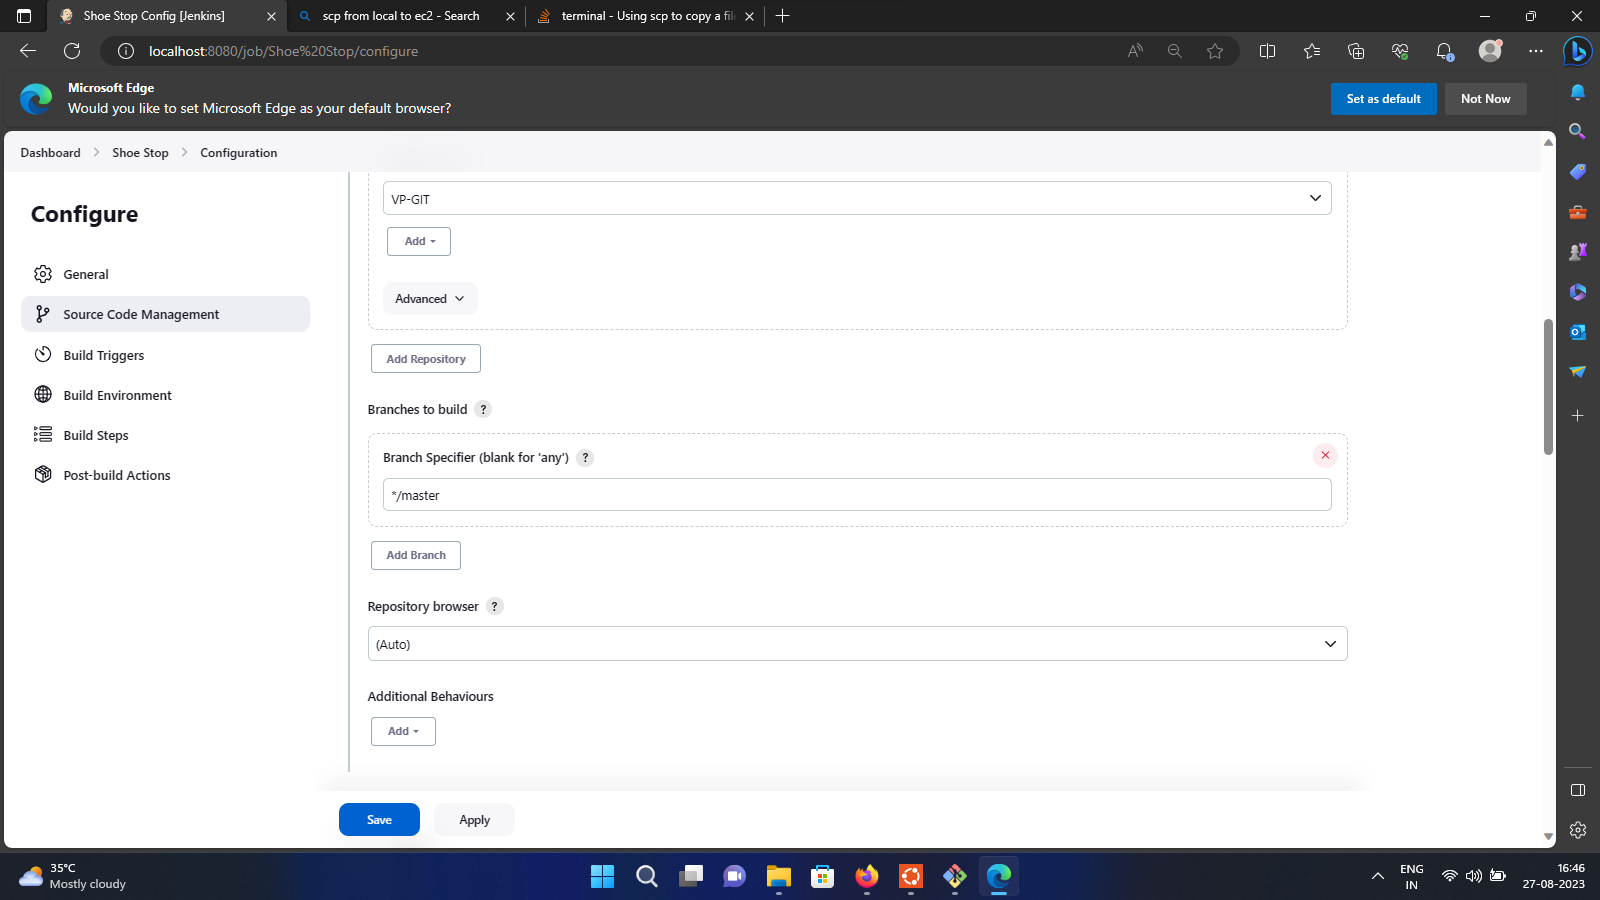 Shoe Stop Config [Jenkins]
scp from local to ec2 - Search
terminal - Using scp to copy a file
localhost:8080/job/Shoe%20Stop/configure
Microsoft Edge
Would you like to set Microsoft Edge as your default browser?
Set as default
Not Now
Dashboard
Shoe Stop
Configuration
Configure
General
Source Code Management
Build Triggers
Build Environment
Build Steps
Post-build Actions
VP-GIT
Add
Advanced
Add Repository
Branches to build ?
Branch Specifier (blank for 'any') ?
*/master
Add Branch
Repository browser ?
(Auto)
Additional Behaviours
Add
Save
Apply
35°C
Mostly cloudy
ENG
IN
16:46
27-08-2023